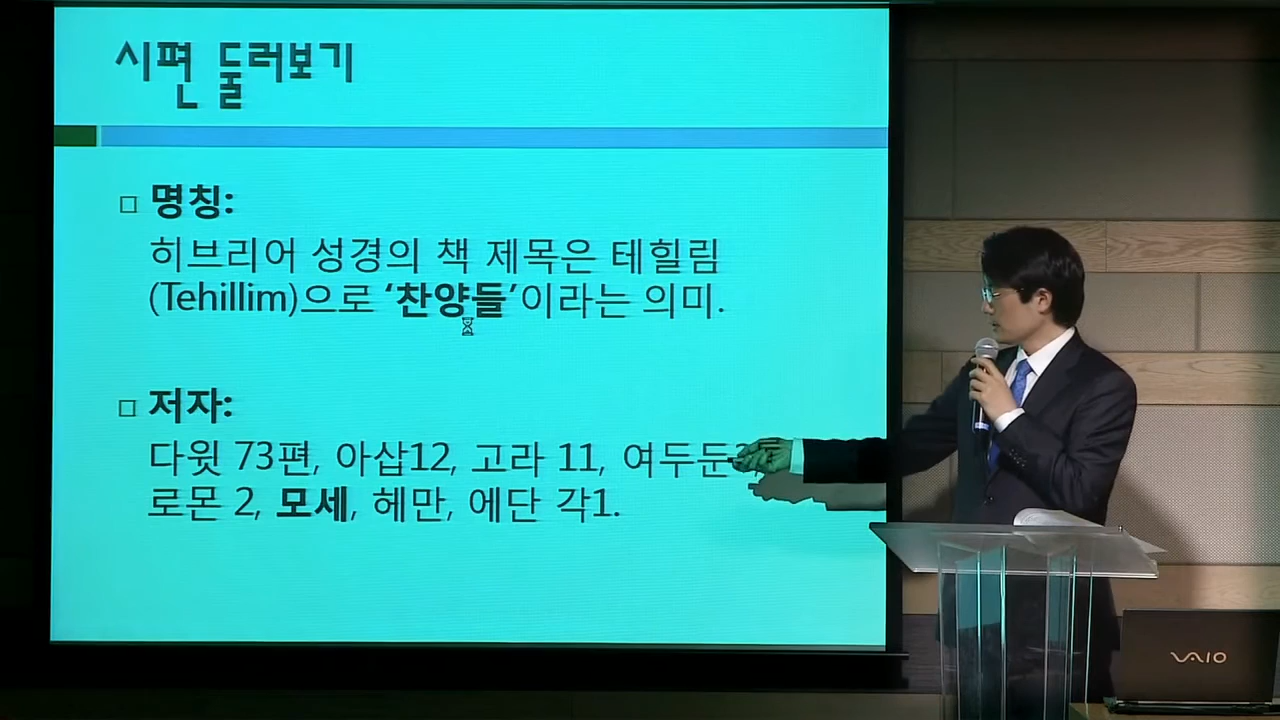 시편 둘러보기
명칭:
히브리어 성경의 책 제목은 테힐림
(Tehillim)으로 ‘찬양들’이라는 의미.
저자:
다윗 73편, 아삽12, 고라 11, 여두둔
로몬 2, 모세, 헤만, 에단 각1.
VAIO